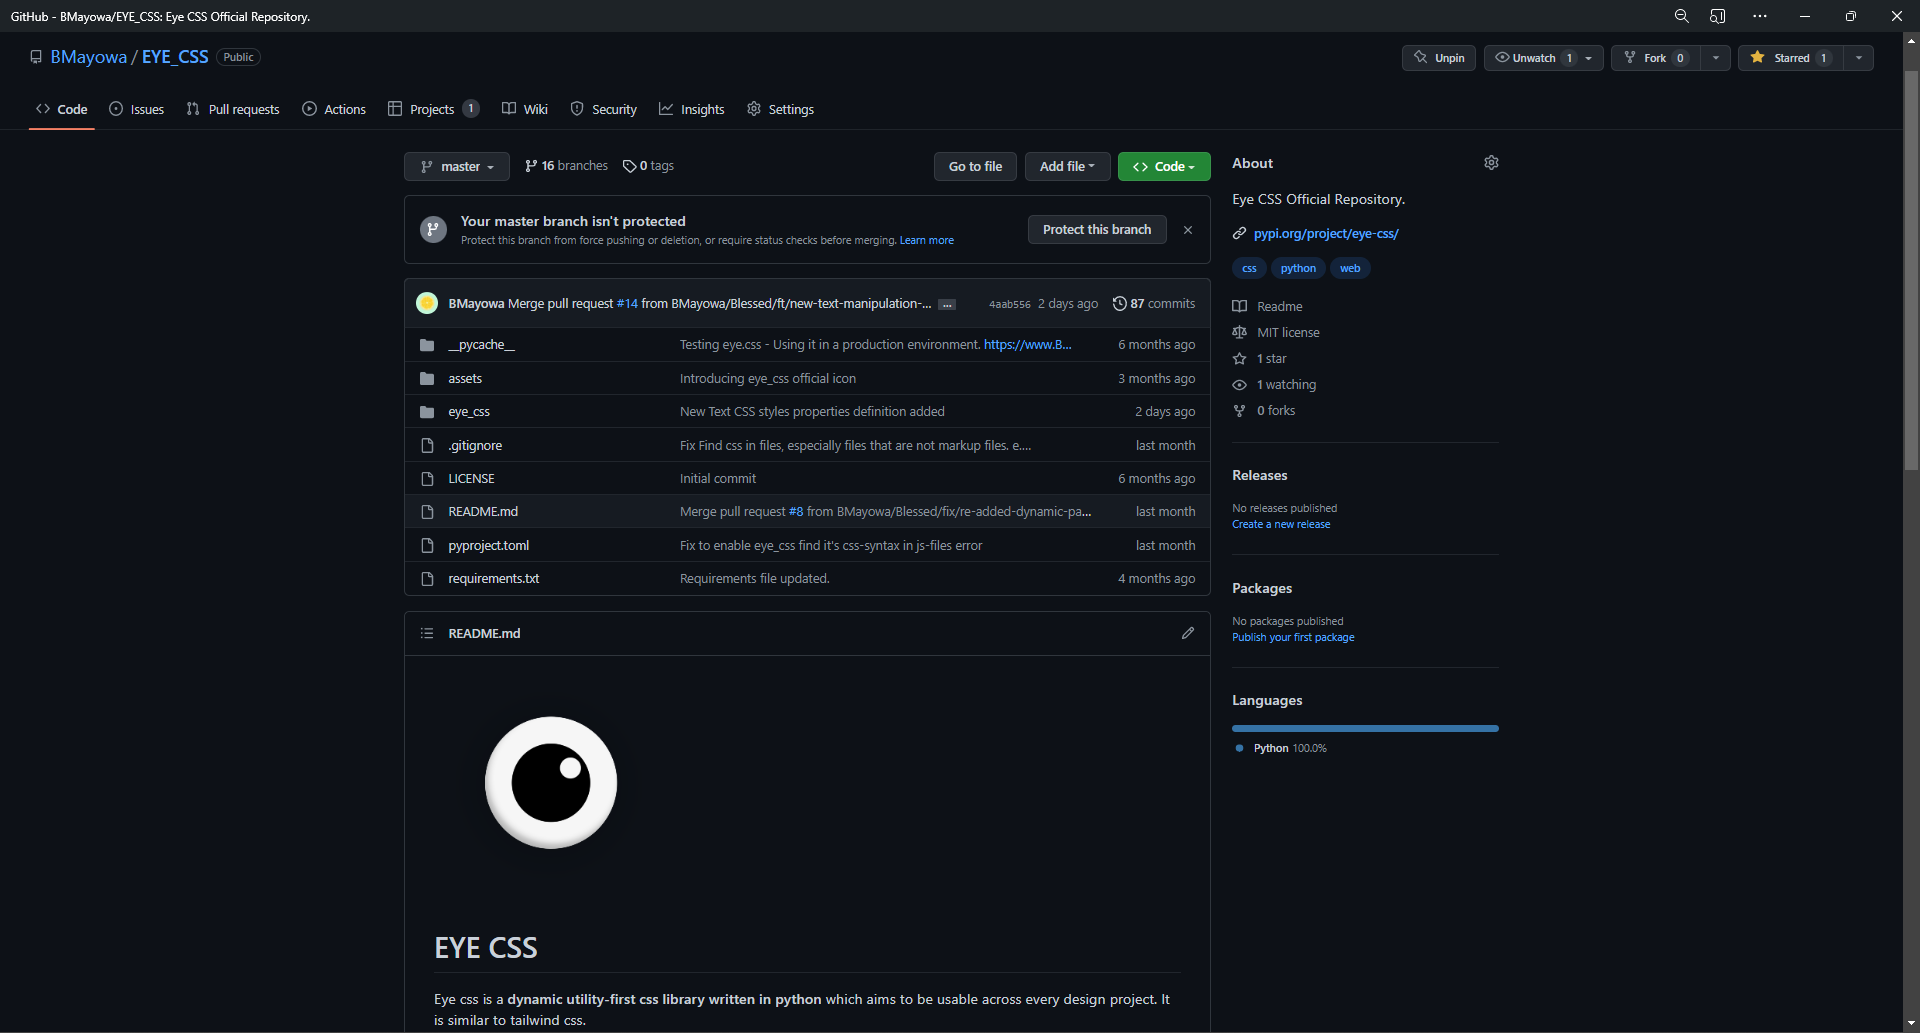 GitHub - BMayowa/EYE_CSS: Eye CSS Official Repository.
BMayowa / EYE_CSS Public
Unpin Unwatch 1 Fork 0 Starred 1
Code Issues Pull requests Actions Projects 1 Wiki Security Insights Settings
master 16 branches 0 tags Go to file Add file Code
Your master branch isn't protected
Protect this branch from force pushing or deletion, or require status checks before merging. Learn more
Protect this branch
BMayowa Merge pull request #14 from BMayowa/Blessed/ft/new-text-manipulation-... ... 4aab556 2 days ago 87 commits
__pycache__ Testing eye.css - Using it in a production environment. https://www.B... 6 months ago
assets Introducing eye_css official icon 3 months ago
eye_css New Text CSS styles properties definition added 2 days ago
.gitignore Fix Find css in files, especially files that are not markup files. e.... last month
LICENSE Initial commit 6 months ago
README.md Merge pull request #8 from BMayowa/Blessed/fix/re-added-dynamic-pa... last month
pyproject.toml Fix to enable eye_css find it's css-syntax in js-files error last month
requirements.txt Requirements file updated. 4 months ago
README.md
EYE CSS
Eye css is a dynamic utility-first css library written in python which aims to be usable across every design project. It
is similar to tailwind css.
About
Eye CSS Official Repository.
pypi.org/project/eye-css/
css python web
Readme
MIT license
1 star
1 watching
0 forks
Releases
No releases published
Create a new release
Packages
No packages published
Publish your first package
Languages
Python 100.0%